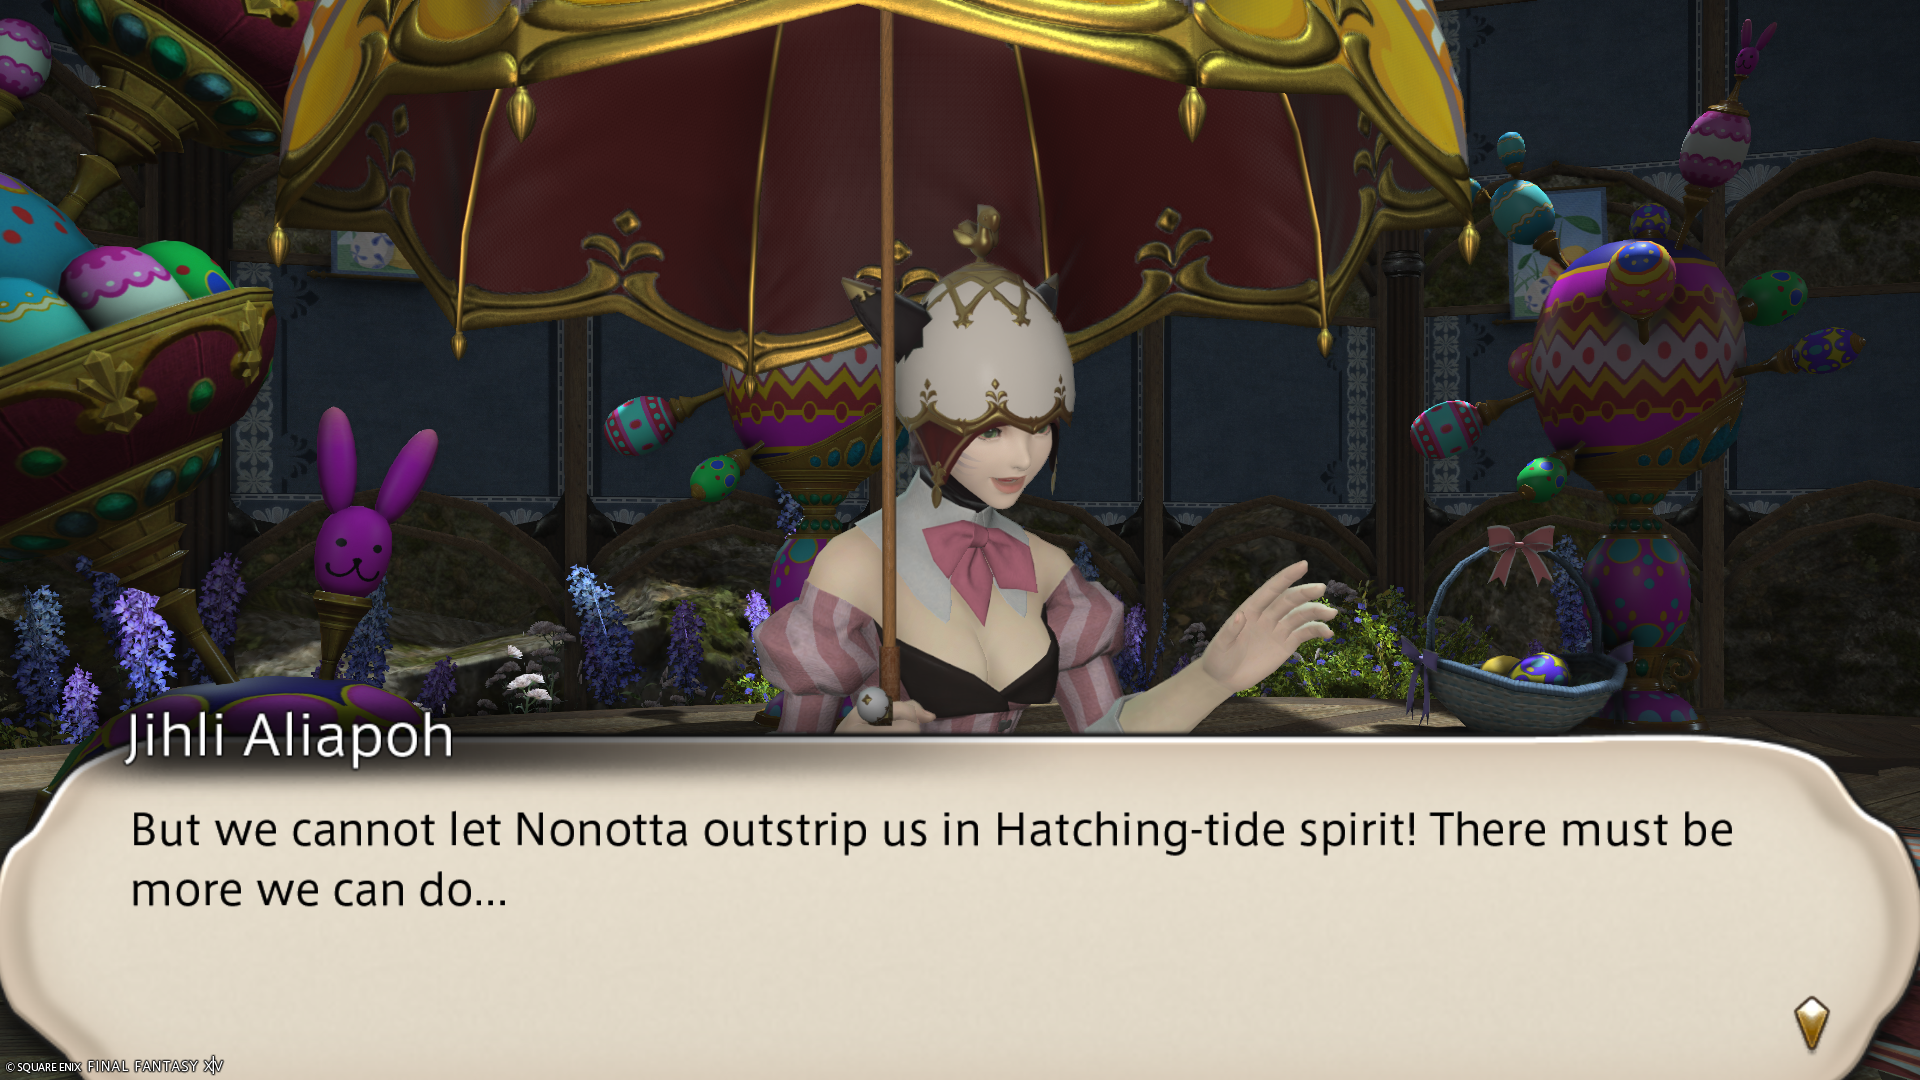 Jihli Aliapoh
But we cannot let Nonotta outstrip us in Hatching-tide spirit! There must be
more we can do...
© SQUARE ENIX FINAL FANTASY XIV